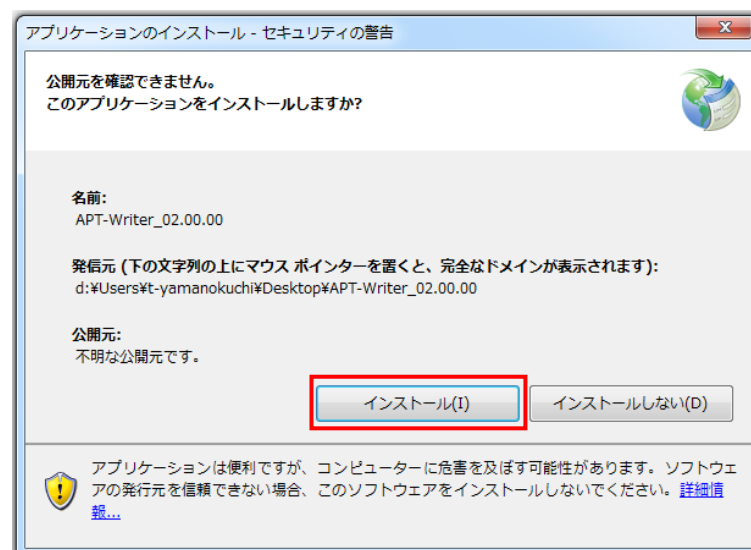 アプリケーションのインストール - セキュリティの警告
公開元を確認できません。
このアプリケーションをインストールしますか?
名前:
APT-Writer_02.00.00
発信元 (下の文字列の上にマウス ポインターを置くと、完全なドメインが表示されます):
d:¥Users¥t-yamanokuchi¥Desktop¥APT-Writer_02.00.00
公開元:
不明な公開元です。
インストール(I)
インストールしない(D)
アプリケーションは便利ですが、コンピューターに危害を及ぼす可能性があります。ソフトウェ
アの発行元を信頼できない場合、このソフトウェアをインストールしないでください。詳細情
報...